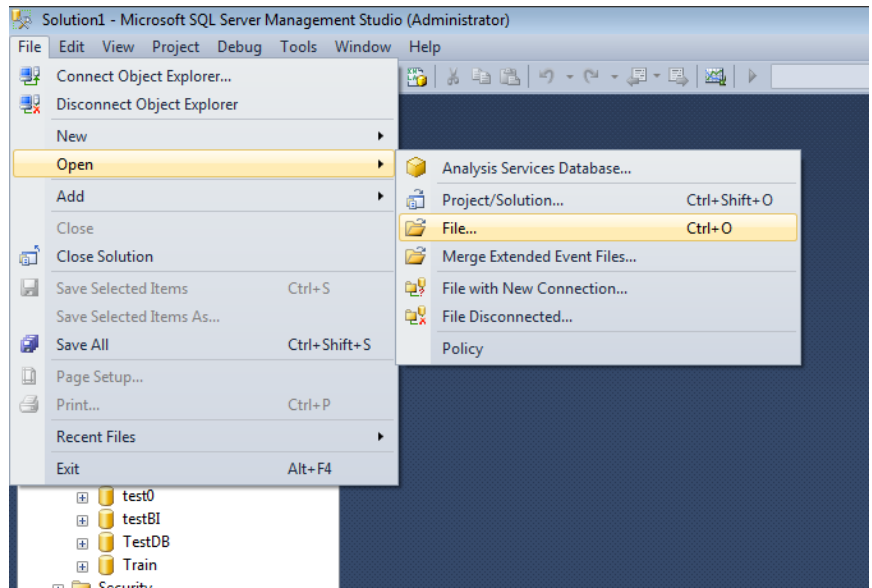 Solution1 - Microsoft SQL Server Management Studio (Administrator)
File Edit View Project Debug Tools Window Help
Connect Object Explorer...
Disconnect Object Explorer
New
Open
Add
Close
Close Solution
Save Selected Items Ctrl+S
Save Selected Items As...
Save All Ctrl+Shift+S
Page Setup...
Print... Ctrl+P
Recent Files
Exit Alt+F4
Analysis Services Database...
Project/Solution... Ctrl+Shift+O
File... Ctrl+O
Merge Extended Event Files...
File with New Connection...
File Disconnected...
Policy
test0
testBI
TestDB
Train
Security